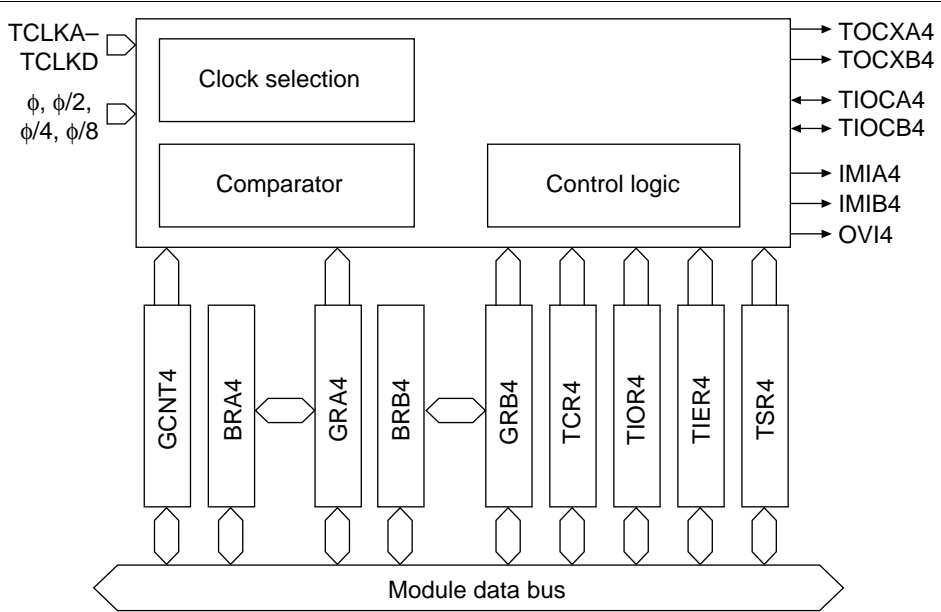 TCLKA–
TCLKD
ϕ, ϕ/2,
ϕ/4, ϕ/8
Clock selection
Comparator
Control logic
TOCXA4
TOCXB4
TIOCA4
TIOCB4
IMIA4
IMIB4
OVI4
GCNT4
BRA4
GRA4
BRB4
GRB4
TCR4
TIOR4
TIER4
TSR4
Module data bus